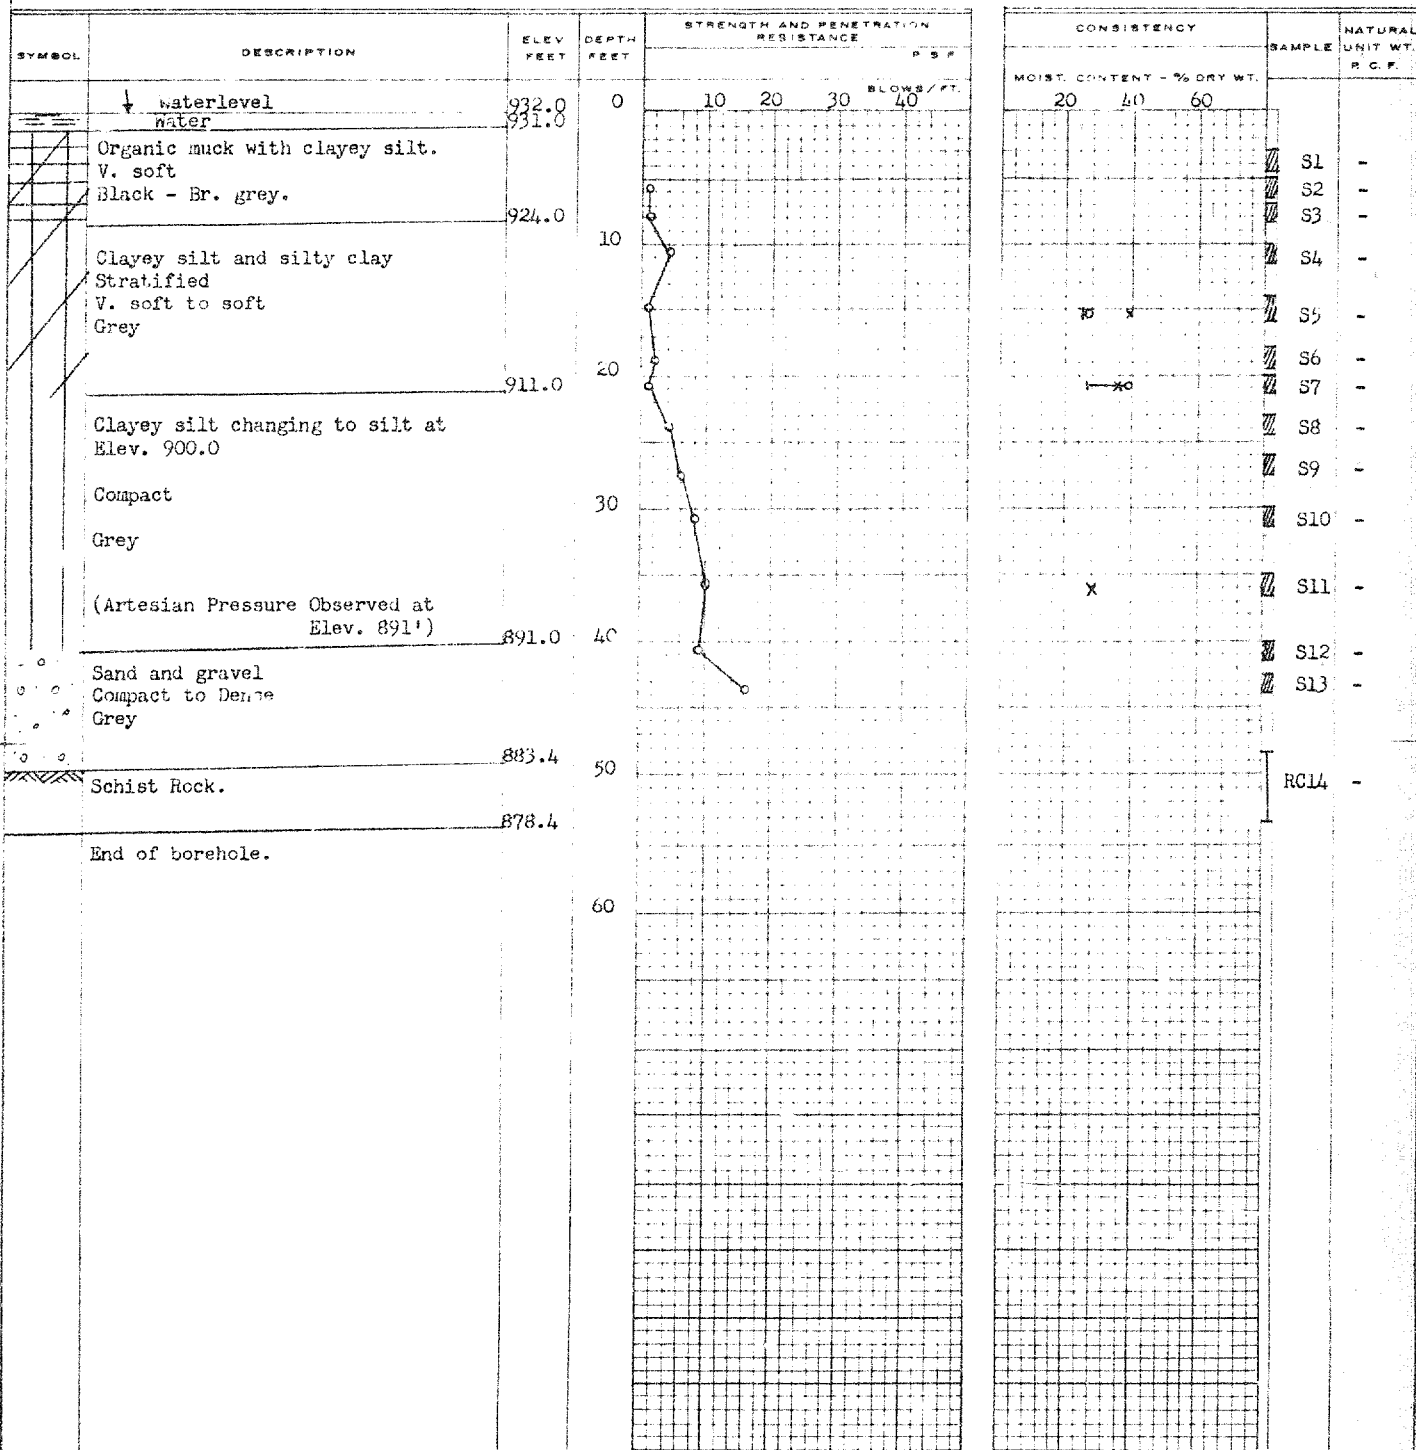 SYMBOL
DESCRIPTION
ELEV FEET
DEPTH FEET
STRENGTH AND PENETRATION RESISTANCE
P S F
BLOWS/FT.
CONSISTENCY
MOIST. CONTENT - % DRY WT.
SAMPLE
NATURAL UNIT WT. P.C.F.
0 10 20 30 40
20 40 60
waterlevel 932.0
Water 931.0
Organic muck with clayey silt.
V. soft
Black - Br. grey.
924.0
Clayey silt and silty clay
Stratified
V. soft to soft
Grey
911.0
Clayey silt changing to silt at
Elev. 900.0
Compact
Grey
(Artesian Pressure Observed at
Elev. 891')
891.0
Sand and gravel
Compact to Dense
Grey
883.4
Schist Rock.
878.4
End of borehole.
10
20
30
40
50
60
S1 -
S2 -
S3 -
S4 -
S5 -
S6 -
S7 -
S8 -
S9 -
S10 -
S11 -
S12 -
S13 -
RC14 -